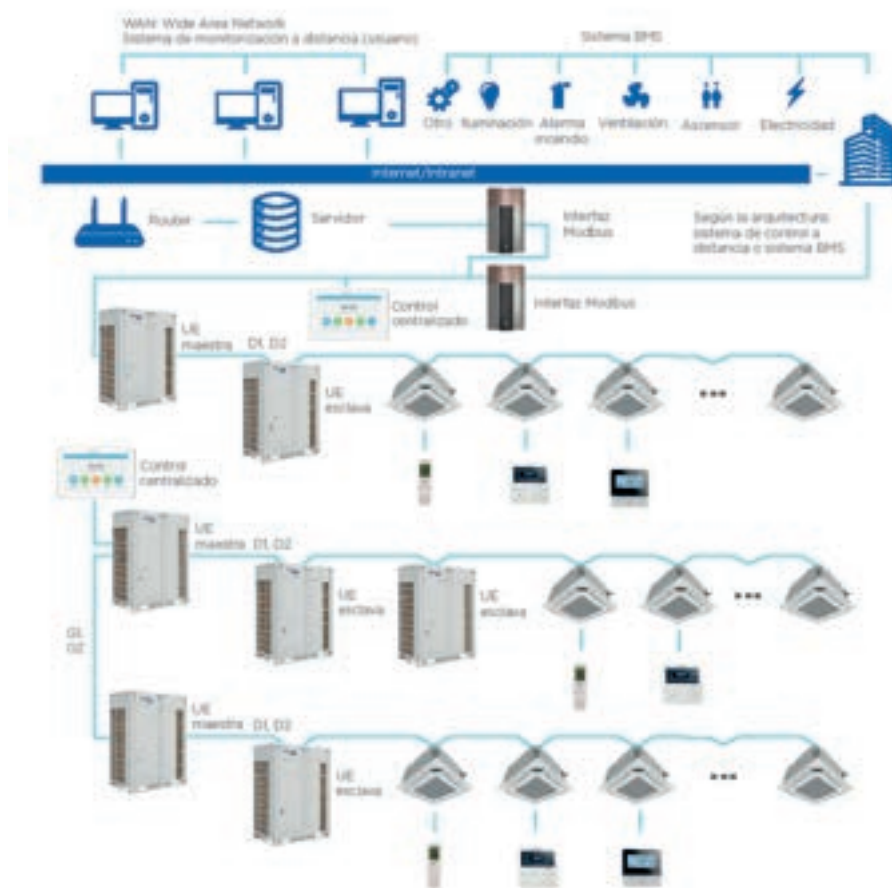 WAN: Wide Area Network
Sistema de monitorización a distancia (usuario)
Sistema BMS
Otro
Iluminación
Alarma
incendio
Ventilación
Ascensor
Electricidad
Internet/Intranet
Router
Servidor
Interfaz
Modbus
Según la arquitectura
sistema de control a
distancia o sistema BMS
Control
centralizado
Interfaz Modbus
UE
maestra
D1, D2
UE
esclava
Control
centralizado
UE
maestra
D1, D2
UE
esclava
UE
esclava
D1,
D2
UE
maestra
D1, D2
UE
esclava